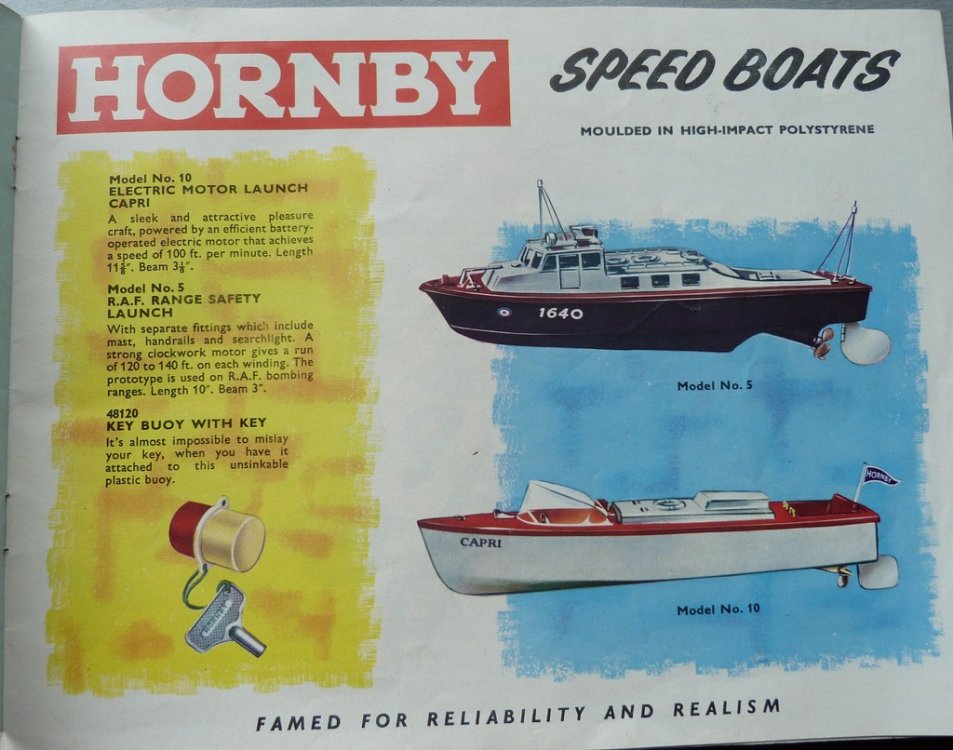 HORNBY
SPEED BOATS
MOULDED IN HIGH-IMPACT POLYSTYRENE
Model No. 10
ELECTRIC MOTOR LAUNCH
CAPRI
A sleek and attractive pleasure
craft, powered by an efficient battery-
operated electric motor that achieves
a speed of 100 ft. per minute. Length
11⅝″. Beam 3⅛″.
Model No. 5
R.A.F. RANGE SAFETY
LAUNCH
With separate fittings which include
mast, handrails and searchlight. A
strong clockwork motor gives a run
of 120 to 140 ft. on each winding. The
prototype is used on R.A.F. bombing
ranges. Length 10″. Beam 3″.
48120
KEY BUOY WITH KEY
It's almost impossible to mislay
your key, when you have it
attached to this unsinkable
plastic buoy.
1640
Model No. 5
HORNBY
CAPRI
Model No. 10
FAMED FOR RELIABILITY AND REALISM